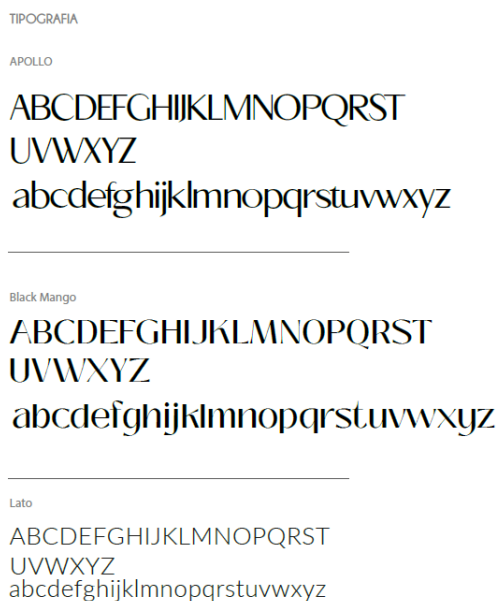 TIPOGRAFIA
APOLLO
ABCDEFGHIJKLMNOPQRST
UVWXYZ
abcdefghijklmnopqrstuvwxyz
Black Mango
ABCDEFGHIJKLMNOPQRST
UVWXYZ
abcdefghijklmnopqrstuvwxyz
Lato
ABCDEFGHIJKLMNOPQRST
UVWXYZ
abcdefghijklmnopqrstuvwxyz